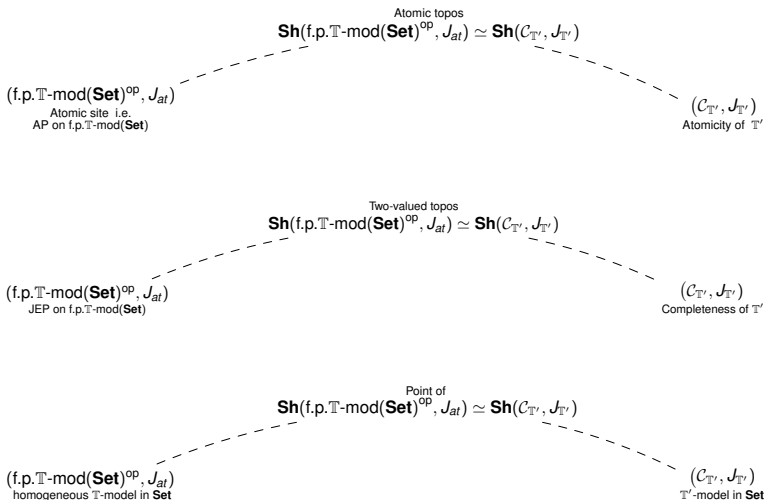 Atomic topos
Sh(f.p.𝕋-mod(Set)^op, J_at) ≃ Sh(𝒞_𝕋′, J_𝕋′)
(f.p.𝕋-mod(Set)^op, J_at)
Atomic site i.e.
AP on f.p.𝕋-mod(Set)
(𝒞_𝕋′, J_𝕋′)
Atomicity of 𝕋′
Two-valued topos
Sh(f.p.𝕋-mod(Set)^op, J_at) ≃ Sh(𝒞_𝕋′, J_𝕋′)
(f.p.𝕋-mod(Set)^op, J_at)
JEP on f.p.𝕋-mod(Set)
(𝒞_𝕋′, J_𝕋′)
Completeness of 𝕋′
Point of
Sh(f.p.𝕋-mod(Set)^op, J_at) ≃ Sh(𝒞_𝕋′, J_𝕋′)
(f.p.𝕋-mod(Set)^op, J_at)
homogeneous 𝕋-model in Set
(𝒞_𝕋′, J_𝕋′)
𝕋′-model in Set